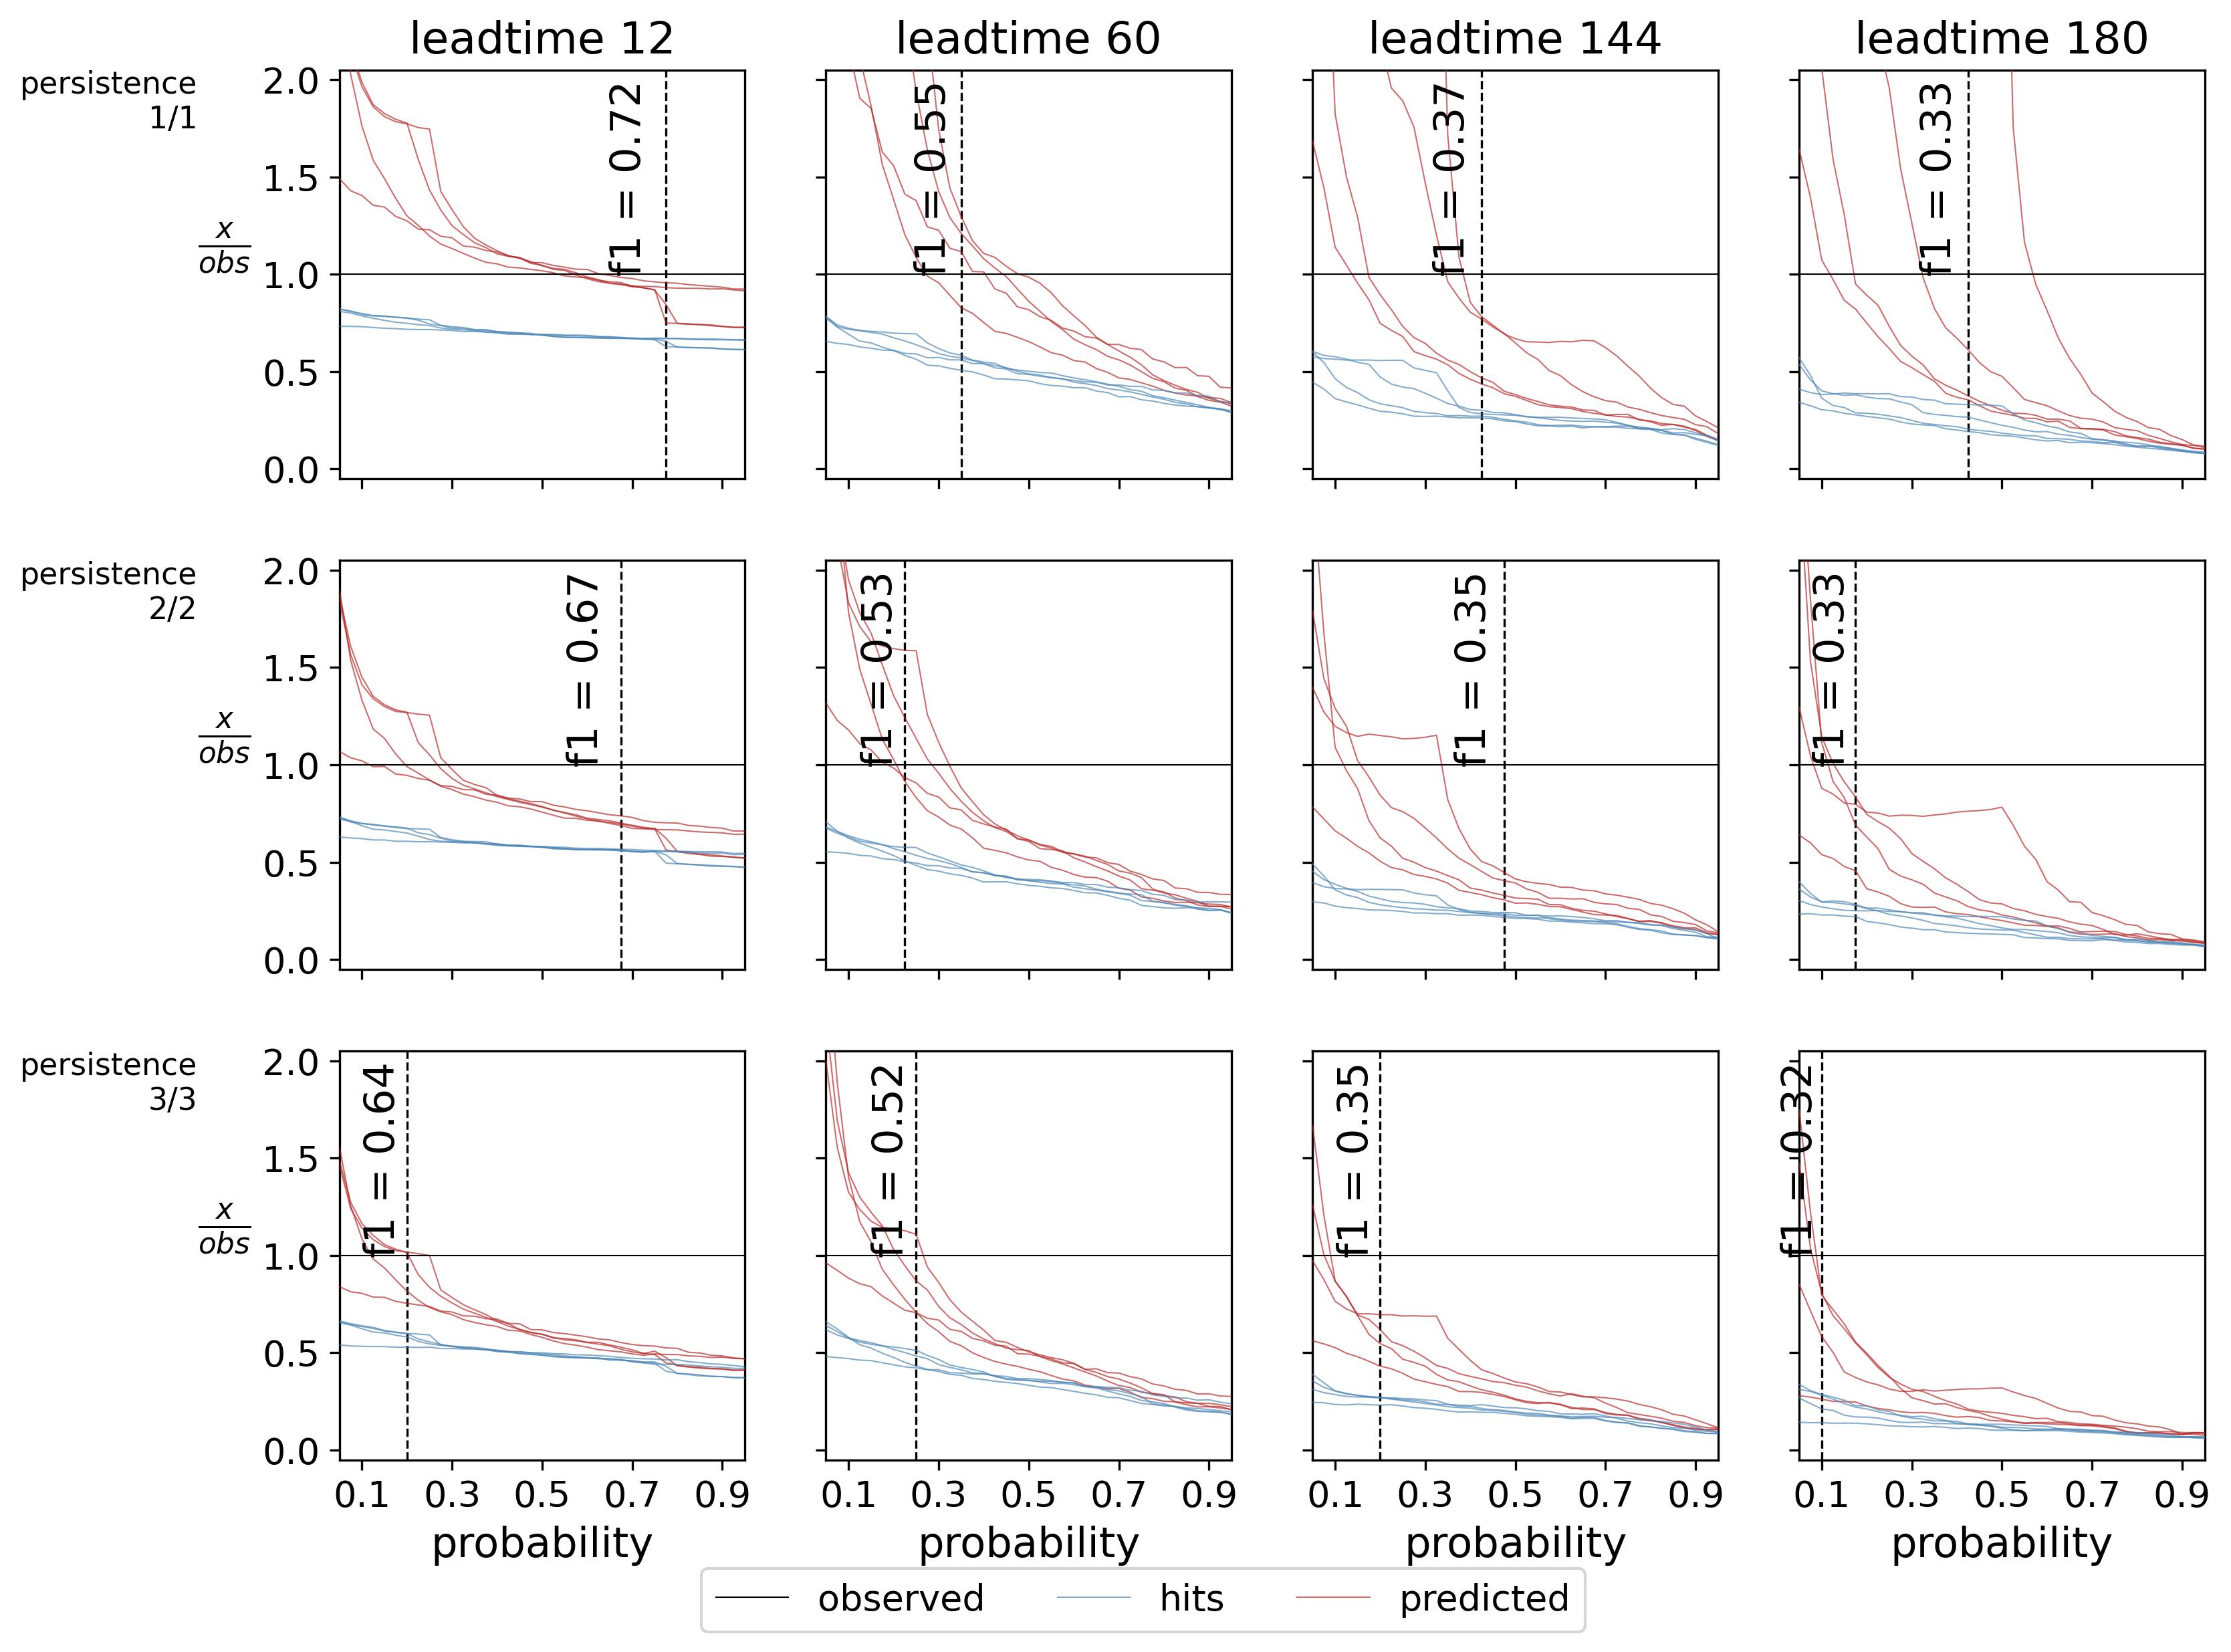 leadtime 12 leadtime 60 leadtime 144 leadtime 180
persistence
1/1
2.0
1.5
x
obs
1.0
0.5
0.0
f1 = 0.72
f1 = 0.55
f1 = 0.37
f1 = 0.33
persistence
2/2
2.0
1.5
x
obs
1.0
0.5
0.0
f1 = 0.67
f1 = 0.53
f1 = 0.35
f1 = 0.33
persistence
3/3
2.0
1.5
x
obs
1.0
0.5
0.0
f1 = 0.64
f1 = 0.52
f1 = 0.35
f1 = 0.32
0.1 0.3 0.5 0.7 0.9 0.1 0.3 0.5 0.7 0.9 0.1 0.3 0.5 0.7 0.9 0.1 0.3 0.5 0.7 0.9
probability probability probability probability
observed hits predicted